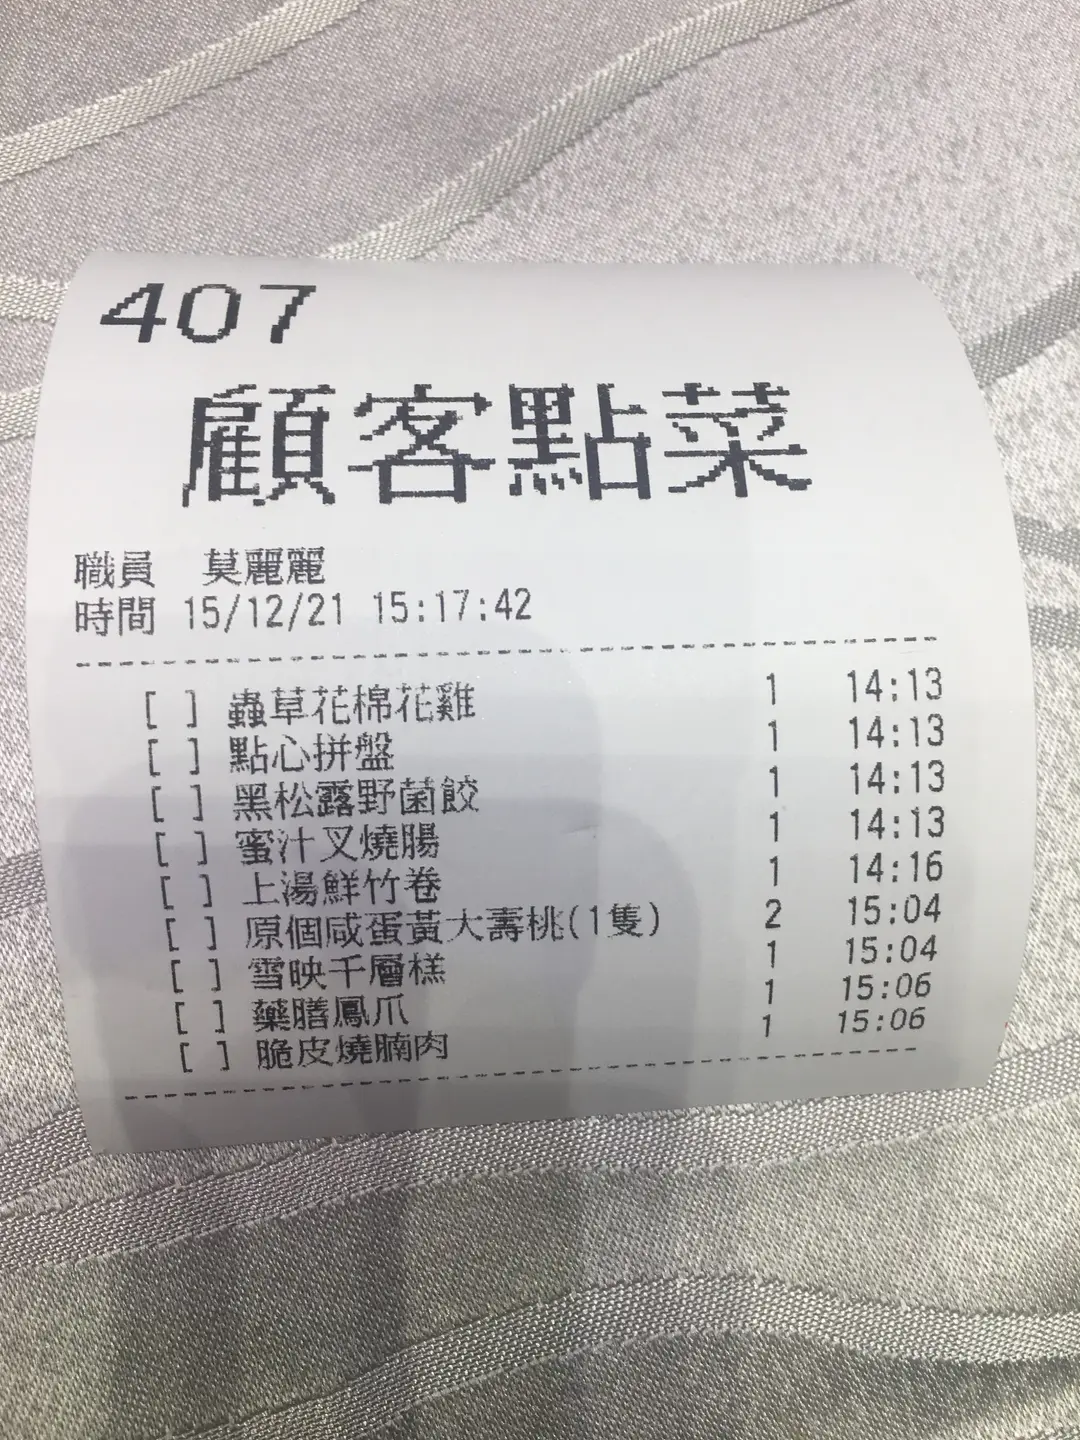 407
顧客點菜
職員 莫麗麗
時間 15/12/21 15:17:42
[ ] 蟲草花棉花雞 1 14:13
[ ] 點心拼盤 1 14:13
[ ] 黑松露野菌餃 1 14:13
[ ] 蜜汁叉燒腸 1 14:13
[ ] 上湯鮮竹卷 1 14:16
[ ] 原個咸蛋黃大壽桃(1隻) 2 15:04
[ ] 雪映千層糕 1 15:04
[ ] 藥膳鳳爪 1 15:06
[ ] 脆皮燒腩肉 1 15:06